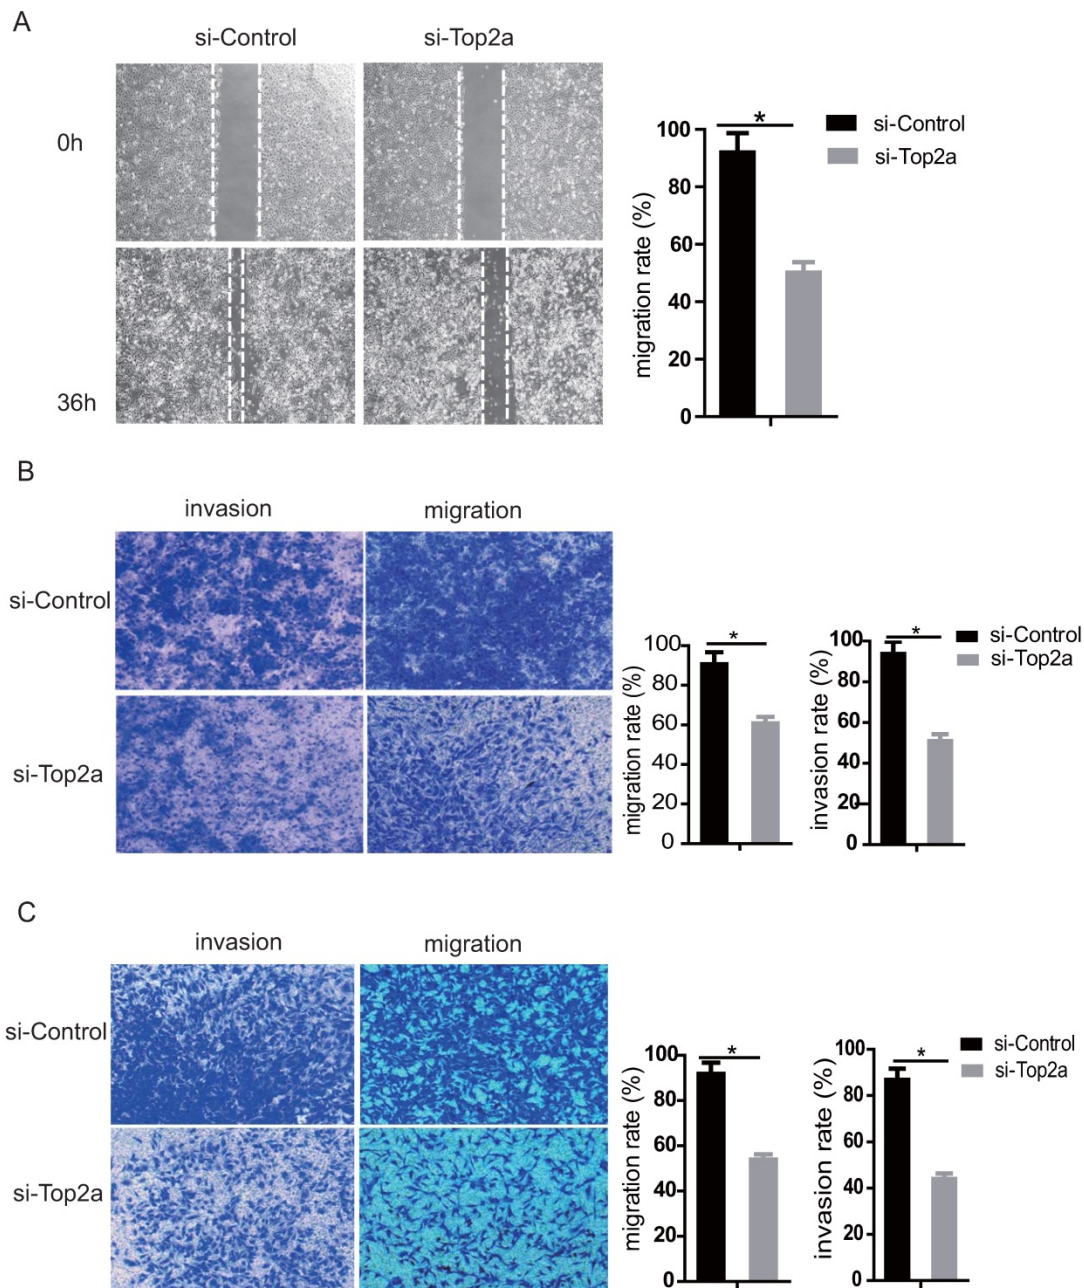 A
si-Control si-Top2a
0h
36h
migration rate (%)
100
80
60
40
20
0
*
si-Control
si-Top2a
B
invasion migration
si-Control
si-Top2a
migration rate (%)
100
80
60
40
20
0
*
invasion rate (%)
100
80
60
40
20
0
*
si-Control
si-Top2a
C
invasion migration
si-Control
si-Top2a
migration rate (%)
100
80
60
40
20
0
*
invasion rate (%)
100
80
60
40
20
0
*
si-Control
si-Top2a